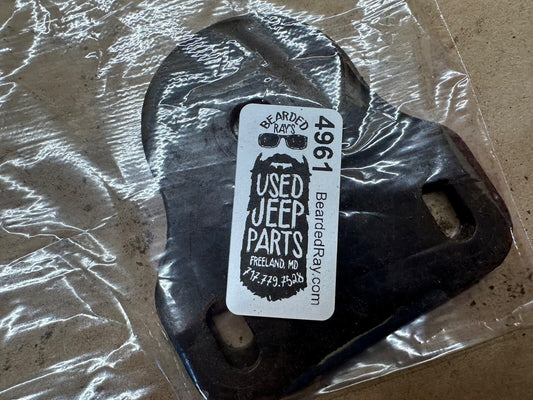 BEARDED
RAY'S
USED
JEEP
PARTS
FREELAND, MD
717.779.7528
4961
BeardedRay.com